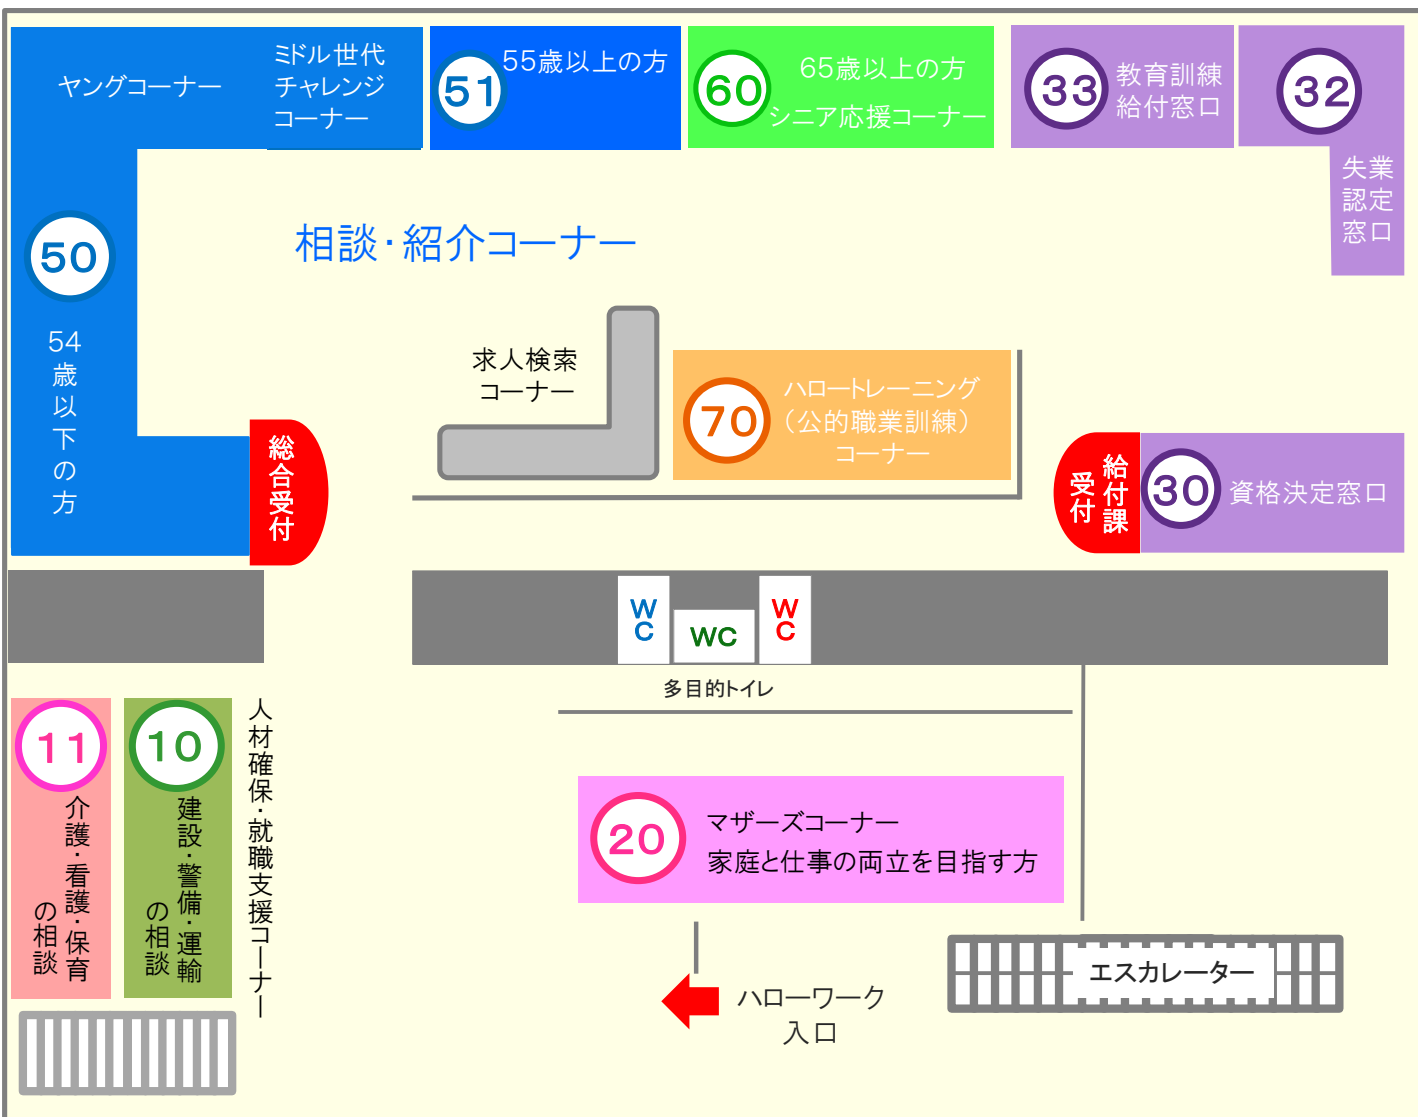 ヤングコーナー
ミドル世代
チャレンジ
コーナー
51
55歳以上の方
60
65歳以上の方
シニア応援コーナー
33
教育訓練
給付窓口
32
失業
認定
窓口
50
54歳以下の方
相談・紹介コーナー
求人検索
コーナー
70
ハロートレーニング
（公的職業訓練）
コーナー
総合受付
給付課
受付
30
資格決定窓口
WC
WC
WC
多目的トイレ
11
介護・看護・保育
の相談
10
建設・警備・運輸
の相談
人材確保・就職支援コーナー
20
マザーズコーナー
家庭と仕事の両立を目指す方
エスカレーター
ハローワーク
入口